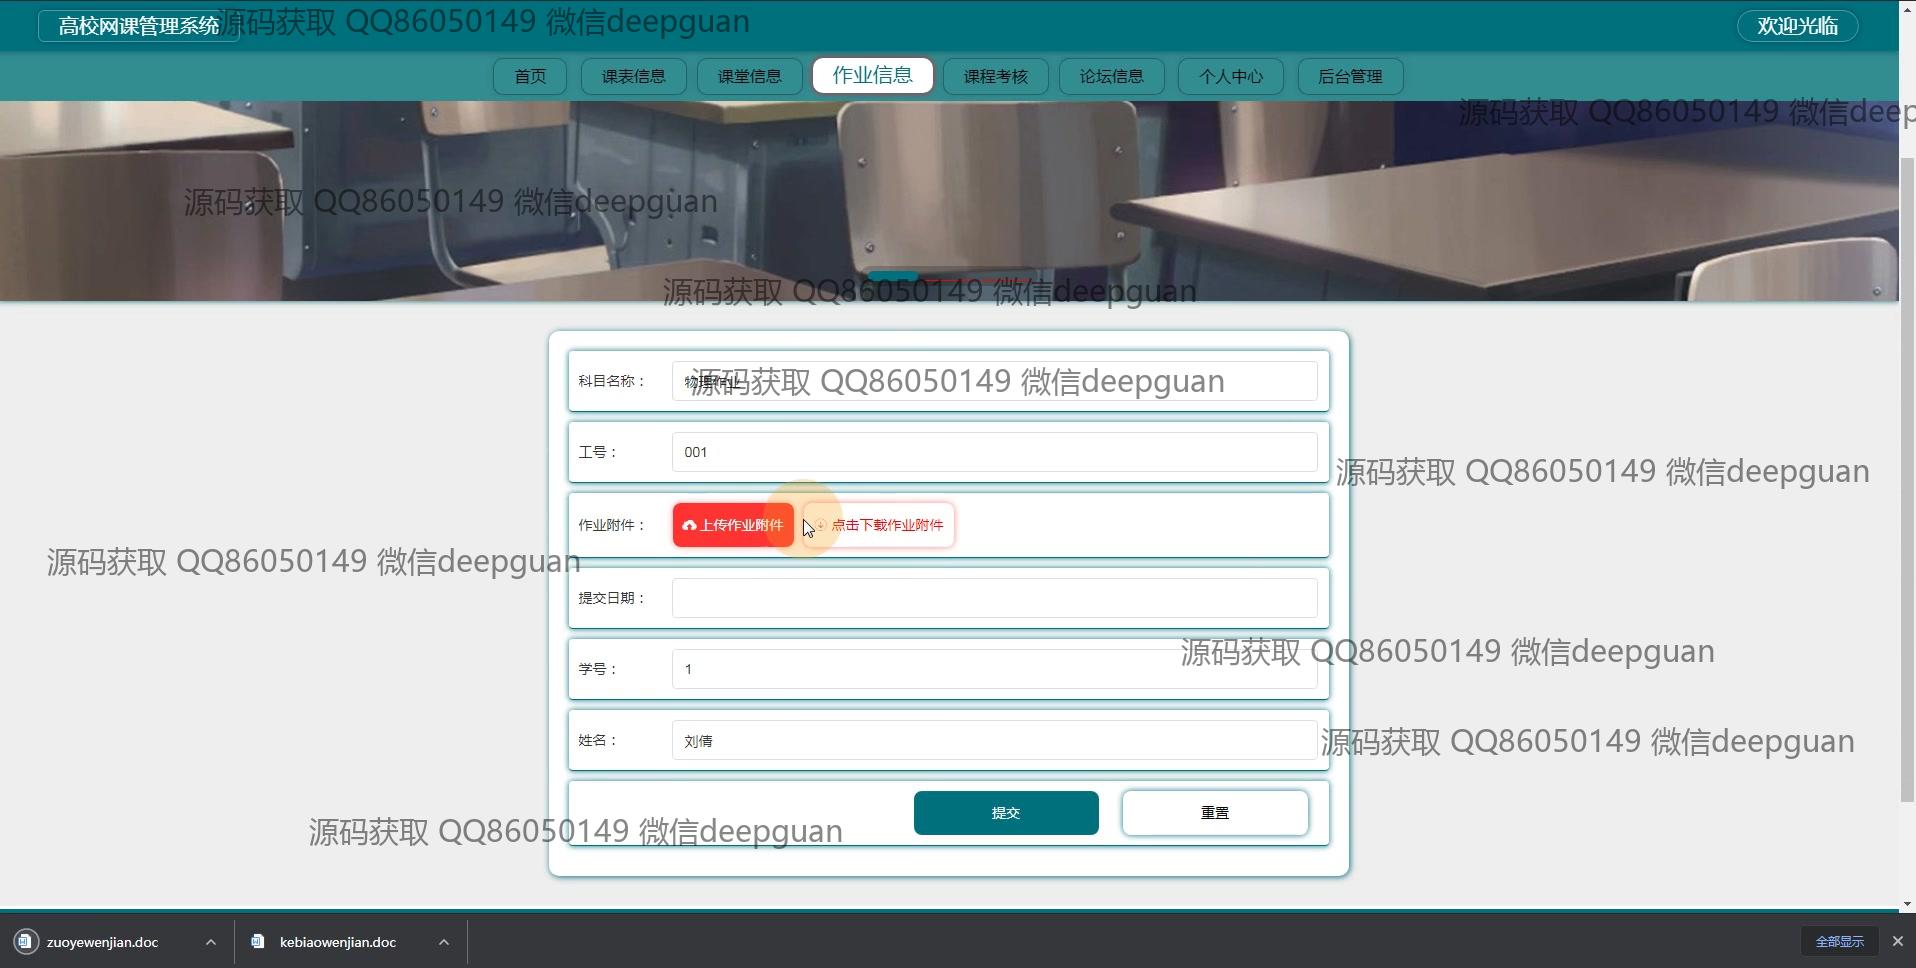 高校网课管理系统
源码获取 QQ86050149 微信deepguan
欢迎光临
首页
课表信息
课堂信息
作业信息
课程考核
论坛信息
个人中心
后台管理
源码获取 QQ86050149 微信deep
源码获取 QQ86050149 微信deepguan
源码获取 QQ86050149 微信deepguan
科目名称：
物理作业
源码获取 QQ86050149 微信deepguan
工号：
001
源码获取 QQ86050149 微信deepguan
作业附件：
上传作业附件
点击下载作业附件
源码获取 QQ86050149 微信deepguan
提交日期：
源码获取 QQ86050149 微信deepguan
学号：
1
姓名：
刘倩
源码获取 QQ86050149 微信deepguan
提交
重置
源码获取 QQ86050149 微信deepguan
zuoyewenjian.doc
kebiaowenjian.doc
全部显示